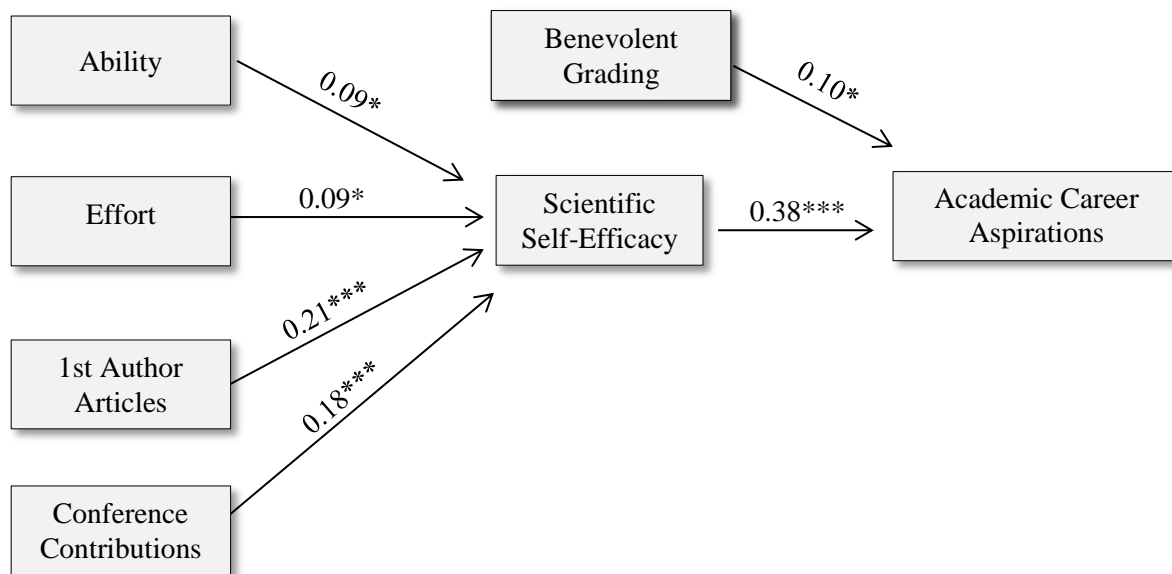 Ability
0.09*
Benevolent
Grading
0.10*
Effort
0.09*
Scientific
Self-Efficacy
0.38***
Academic Career
Aspirations
1st Author
Articles
0.21***
0.18***
Conference
Contributions